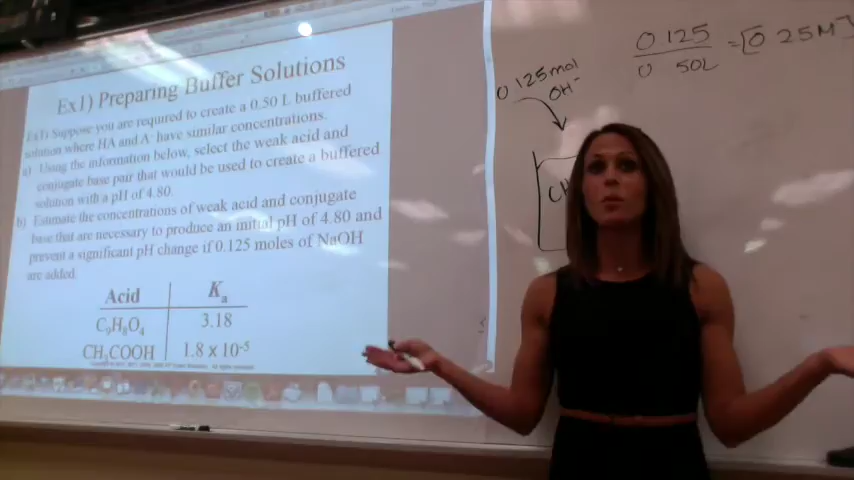 Ex1) Preparing Buffer Solutions
Ex1) Suppose you are required to create a 0.50 L buffered
solution where HA and A⁻ have similar concentrations.
a) Using the information below, select the weak acid and
conjugate base pair that would be used to create a buffered
solution with a pH of 4.80.
b) Estimate the concentrations of weak acid and conjugate
base that are necessary to produce an initial pH of 4.80 and
prevent a significant pH change if 0.125 moles of NaOH
are added.
Acid Ka
C₉H₈O₄ 3.18
CH₃COOH 1.8 x 10⁻⁵
0 125mol
OH⁻
CH
0 125
0 50L
=[0 25M]